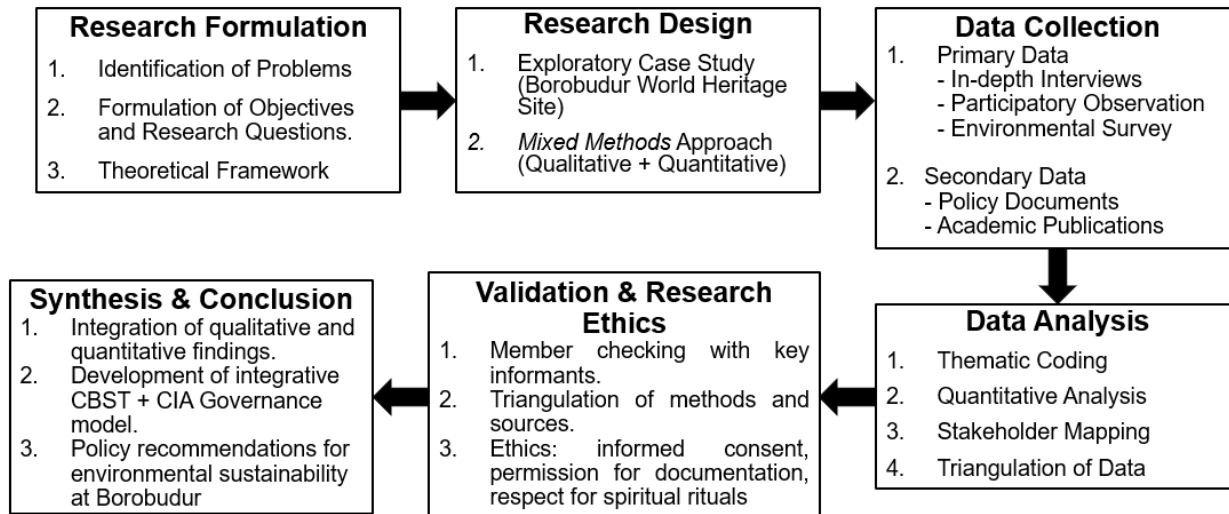 Research Formulation
1. Identification of Problems
2. Formulation of Objectives
and Research Questions.
3. Theoretical Framework
Research Design
1. Exploratory Case Study
(Borobudur World Heritage
Site)
2. Mixed Methods Approach
(Qualitative + Quantitative)
Data Collection
1. Primary Data
- In-depth Interviews
- Participatory Observation
- Environmental Survey
2. Secondary Data
- Policy Documents
- Academic Publications
Data Analysis
1. Thematic Coding
2. Quantitative Analysis
3. Stakeholder Mapping
4. Triangulation of Data
Validation & Research
Ethics
1. Member checking with key
informants.
2. Triangulation of methods and
sources.
3. Ethics: informed consent,
permission for documentation,
respect for spiritual rituals
Synthesis & Conclusion
1. Integration of qualitative and
quantitative findings.
2. Development of integrative
CBST + CIA Governance
model.
3. Policy recommendations for
environmental sustainability
at Borobudur